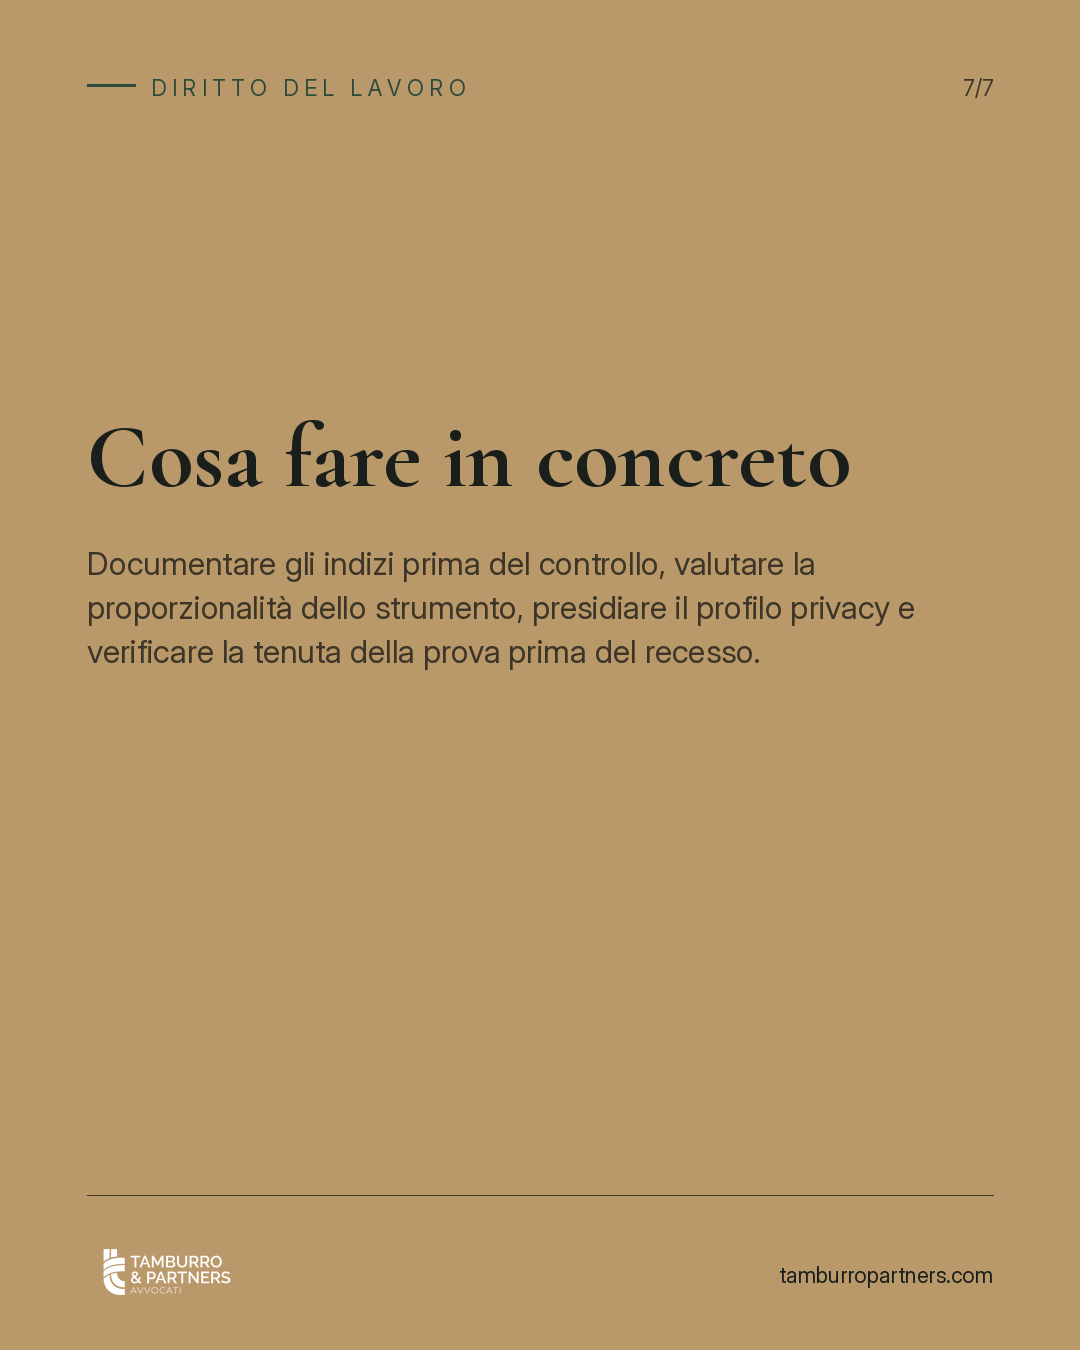 DIRITTO DEL LAVORO
7/7
Cosa fare in concreto
Documentare gli indizi prima del controllo, valutare la
proporzionalità dello strumento, presidiare il profilo privacy e
verificare la tenuta della prova prima del recesso.
TAMBURRO
& PARTNERS
AVVOCATI
tamburropartners.com